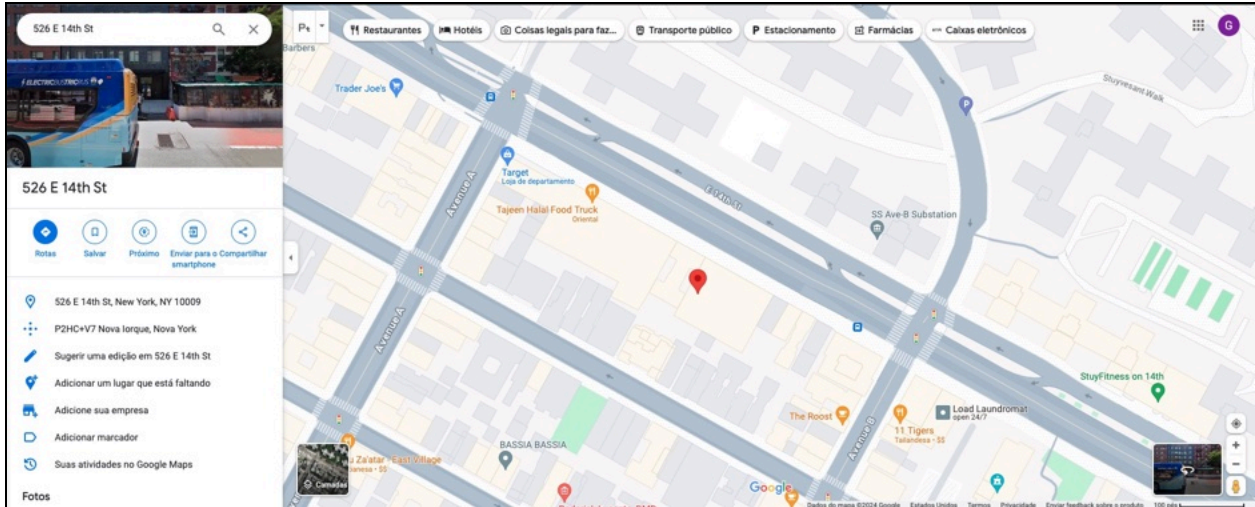 526 E 14th St
526 E 14th St
Rotas
Salvar
Próximo
Enviar para o smartphone
Compartilhar
526 E 14th St, New York, NY 10009
P2HC+V7 Nova Iorque, Nova York
Sugerir uma edição em 526 E 14th St
Adicionar um lugar que está faltando
Adicione sua empresa
Adicionar marcador
Suas atividades no Google Maps
Fotos
Restaurantes
Hotéis
Coisas legais para faz...
Transporte público
P Estacionamento
Farmácias
Caixas eletrônicos
G
Barbers
Trader Joe's
Stuyvesant Walk
P
Target
Loja de departamento
Avenue A
Tajeen Halal Food Truck
Oriental
E 14th St
SS Ave-B Substation
Avenue A
StuyFitness on 14th
The Roost
Load Laundromat
open 24/7
11 Tigers
Tailandesa • $$
Avenue B
BASSIA BASSIA
Za'atar - East Village
Camadas
Google
Dados do mapa ©2024 Google
Estados Unidos
Termos
Privacidade
Enviar feedback sobre o produto
100 pés